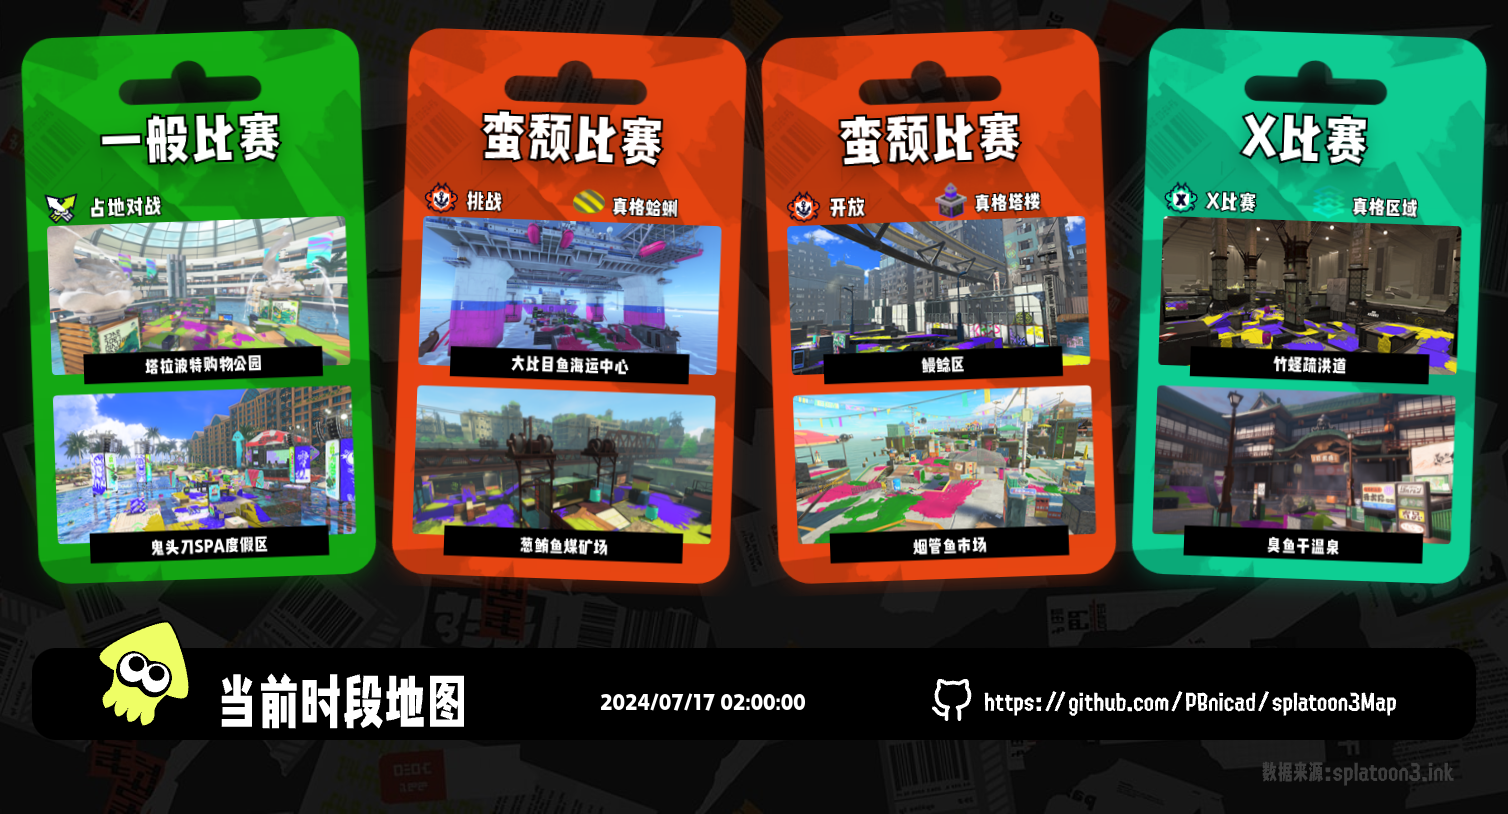 一般比赛
占地对战
塔拉波特购物公园
鬼头刀SPA度假区
蛮颓比赛
挑战
真格蛤蜊
大比目鱼海运中心
葱鲔鱼煤矿场
蛮颓比赛
开放
真格塔楼
鳗鲶区
烟管鱼市场
X比赛
X比赛
真格区域
竹蛏疏洪道
臭鱼干温泉
当前时段地图
2024/07/17 02:00:00
https://github.com/PBnicad/splatoon3Map
数据来源:splatoon3.ink